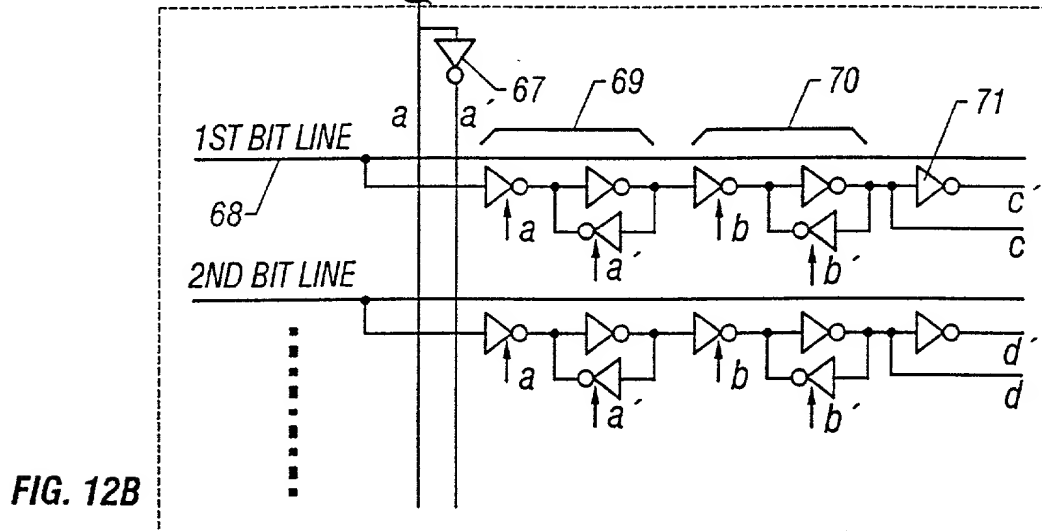 67
69
70
71
a
a´
1ST BIT LINE
68
a
a´
b
b´
c´
c
2ND BIT LINE
a
a´
b
b´
d´
d
FIG. 12B